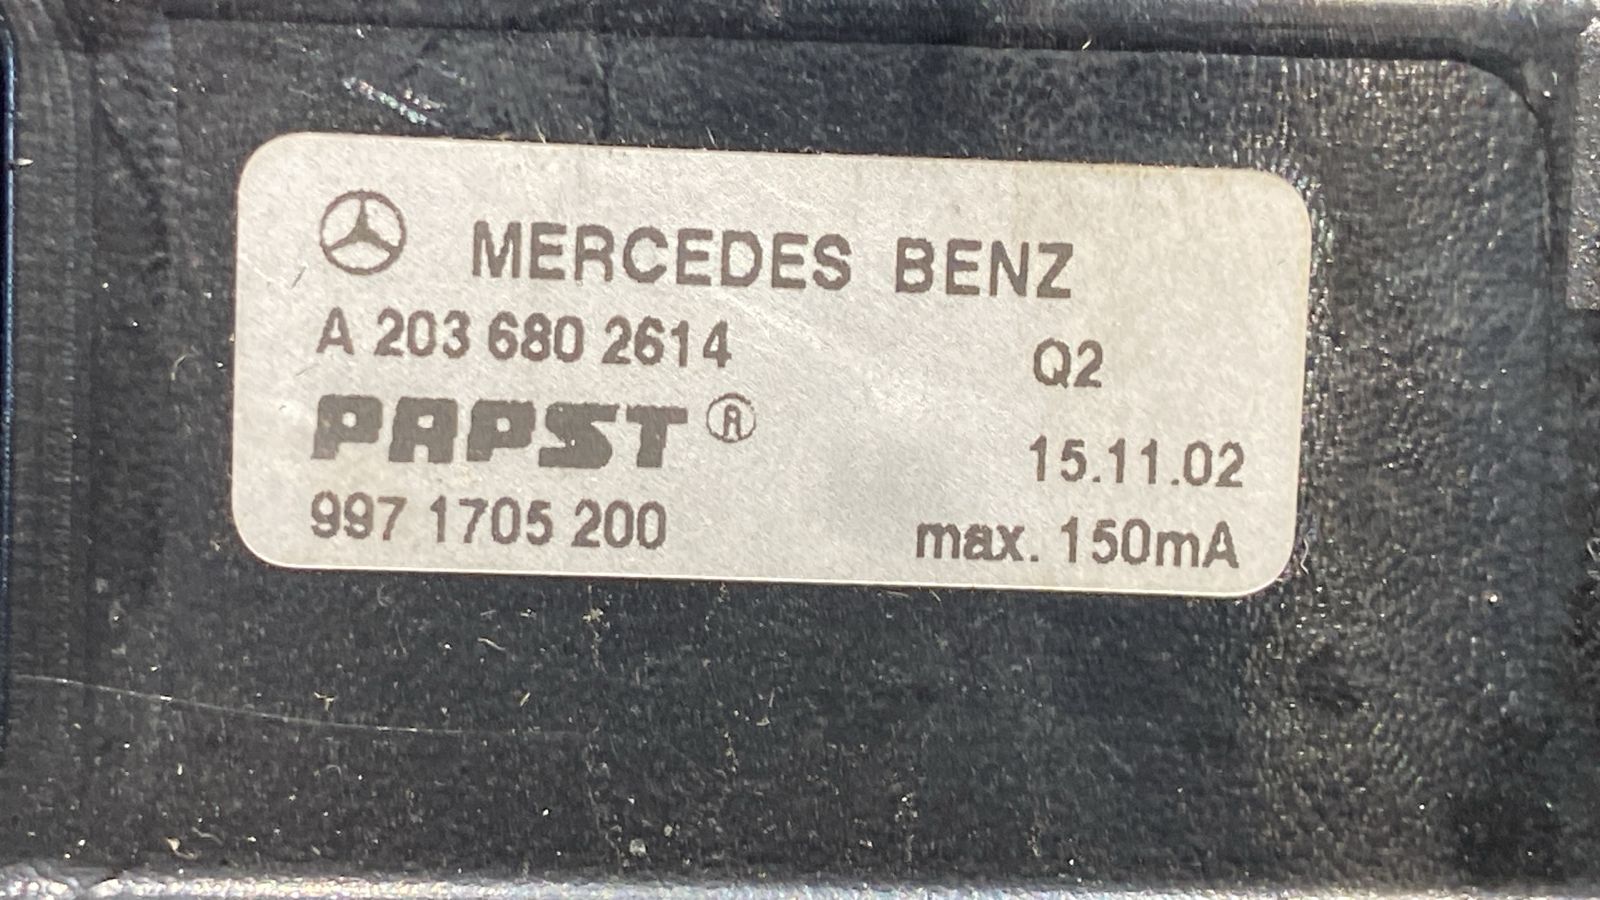 MERCEDES BENZ
A 203 680 2614 Q2
PAPST ®
15.11.02
997 1705 200 max. 150mA